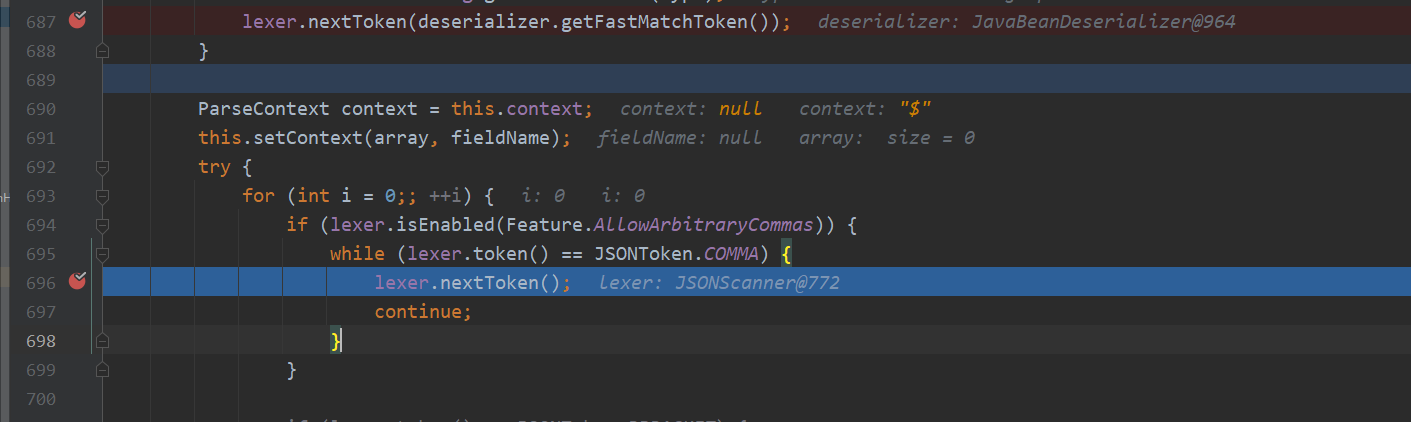 687 lexer.nextToken(deserializer.getFastMatchToken()); deserializer: JavaBeanDeserializer@964
688 }
689
690 ParseContext context = this.context; context: null context: "$"
691 this.setContext(array, fieldName); fieldName: null array: size = 0
692 try {
693 for (int i = 0;; ++i) { i: 0 i: 0
694 if (lexer.isEnabled(Feature.AllowArbitraryCommas)) {
695 while (lexer.token() == JSONToken.COMMA) {
696 lexer.nextToken(); lexer: JSONScanner@772
697 continue;
698 }
699 }
700